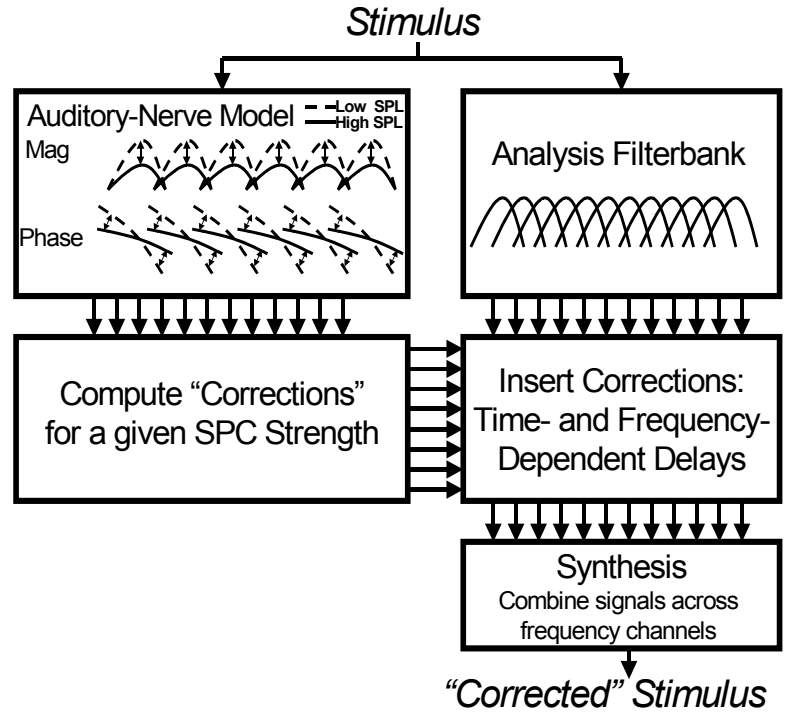 Stimulus
Auditory-Nerve Model
Low SPL
High SPL
Mag
Phase
Analysis Filterbank
Compute “Corrections”
for a given SPC Strength
Insert Corrections:
Time- and Frequency-
Dependent Delays
Synthesis
Combine signals across
frequency channels
“Corrected” Stimulus